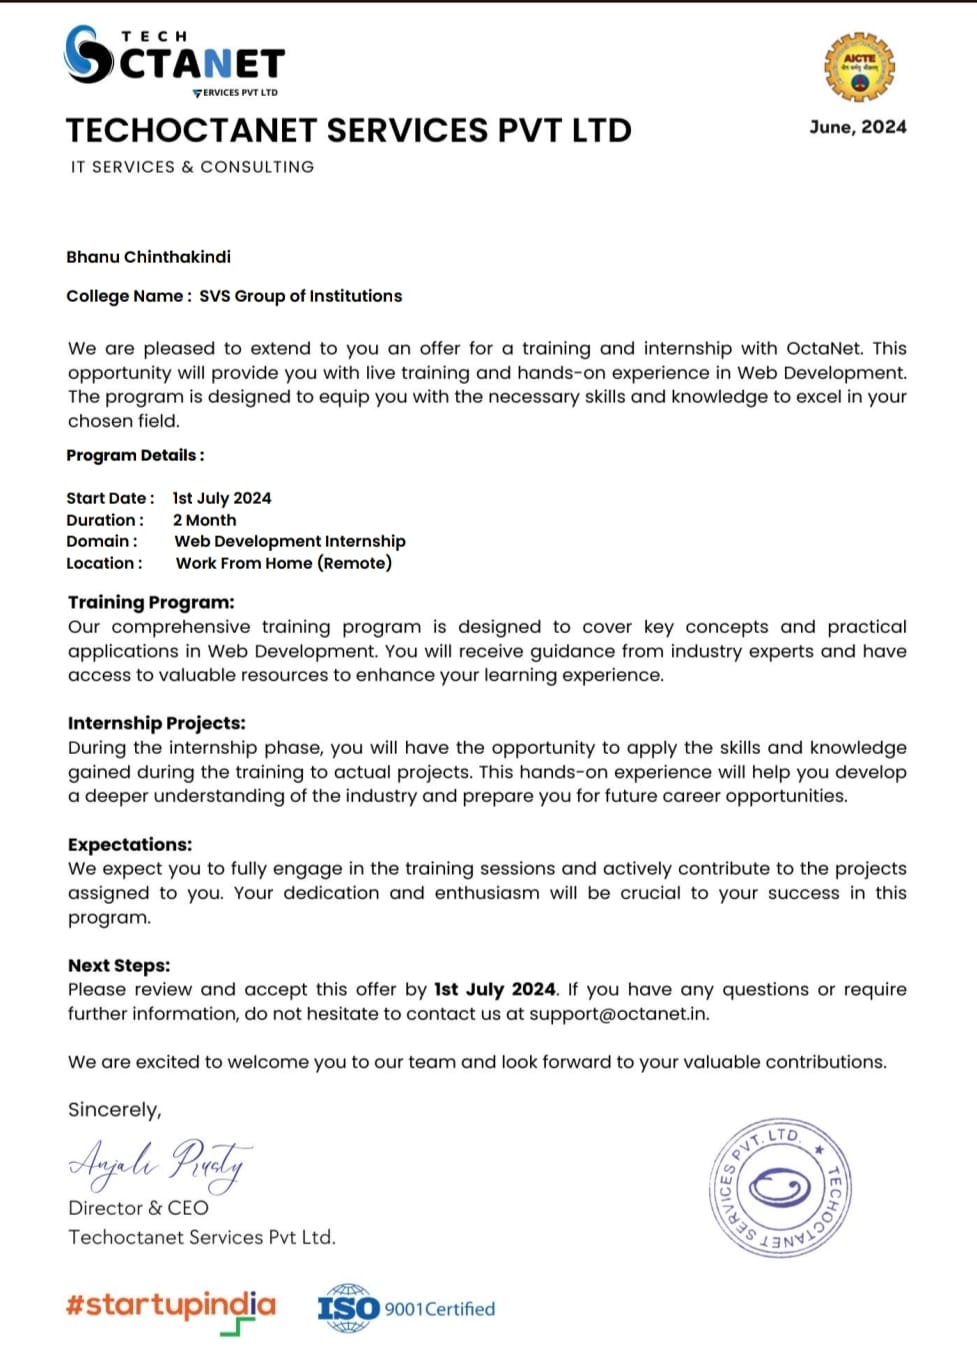 TECH
OCTANET
SERVICES PVT LTD
AICTE
TECHOCTANET SERVICES PVT LTD
June, 2024
IT SERVICES & CONSULTING
Bhanu Chinthakindi
College Name : SVS Group of Institutions
We are pleased to extend to you an offer for a training and internship with OctaNet. This
opportunity will provide you with live training and hands-on experience in Web Development.
The program is designed to equip you with the necessary skills and knowledge to excel in your
chosen field.
Program Details :
Start Date : 1st July 2024
Duration : 2 Month
Domain : Web Development Internship
Location : Work From Home (Remote)
Training Program:
Our comprehensive training program is designed to cover key concepts and practical
applications in Web Development. You will receive guidance from industry experts and have
access to valuable resources to enhance your learning experience.
Internship Projects:
During the internship phase, you will have the opportunity to apply the skills and knowledge
gained during the training to actual projects. This hands-on experience will help you develop
a deeper understanding of the industry and prepare you for future career opportunities.
Expectations:
We expect you to fully engage in the training sessions and actively contribute to the projects
assigned to you. Your dedication and enthusiasm will be crucial to your success in this
program.
Next Steps:
Please review and accept this offer by 1st July 2024. If you have any questions or require
further information, do not hesitate to contact us at support@octanet.in.
We are excited to welcome you to our team and look forward to your valuable contributions.
Sincerely,
Anjali Prusty
Director & CEO
Techoctanet Services Pvt Ltd.
TECHOCTANET SERVICES PVT. LTD. ★
#startupindia
ISO 9001 Certified